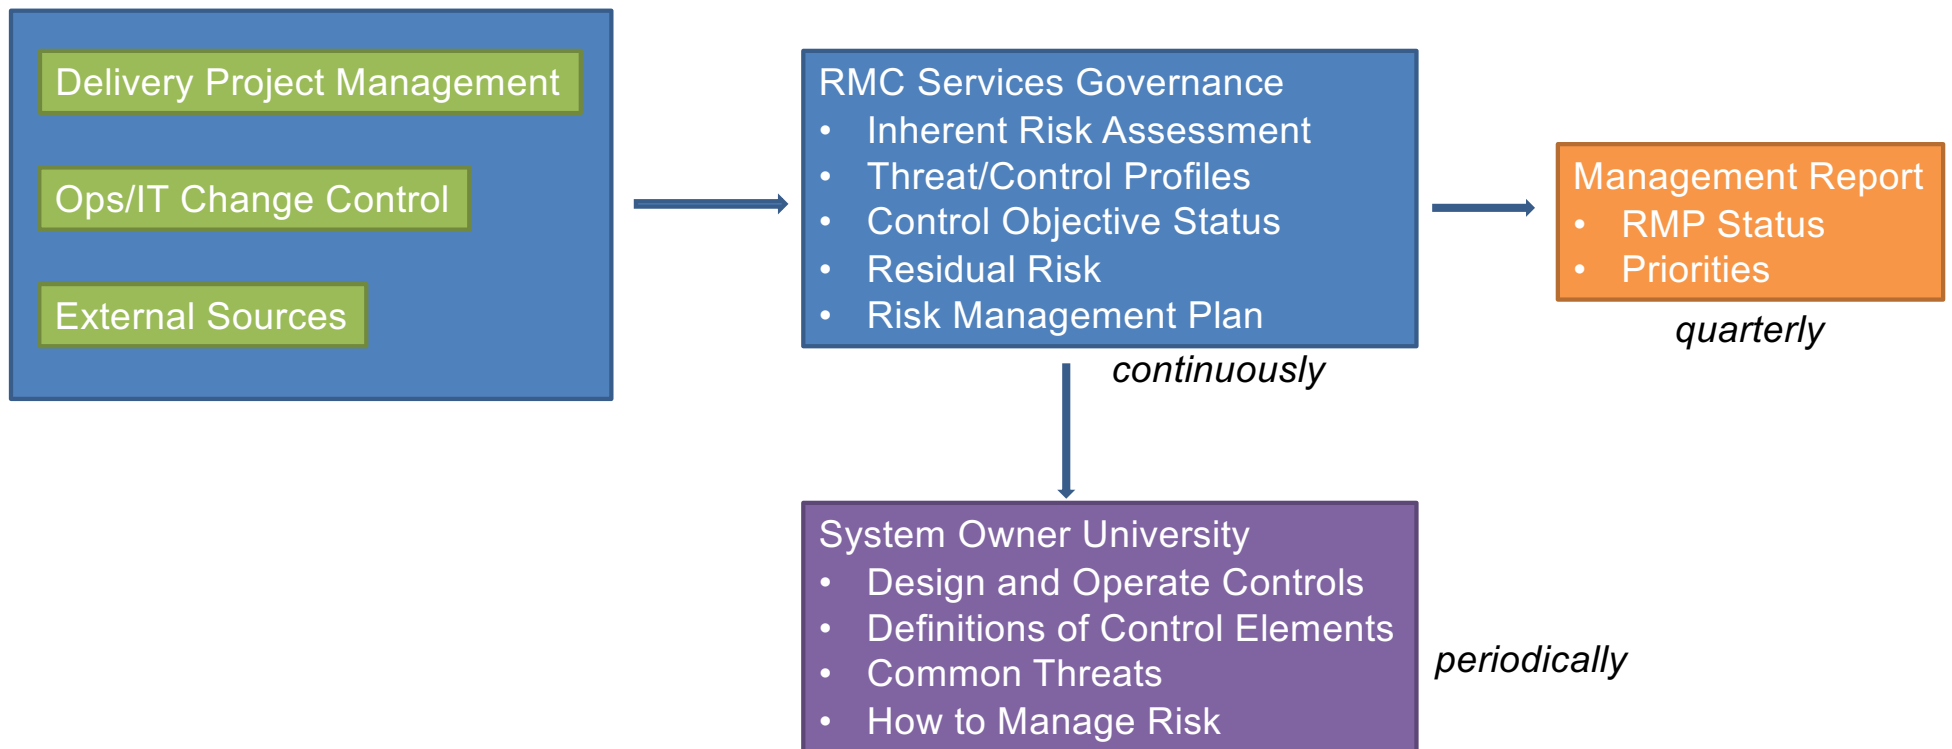 Delivery Project Management
Ops/IT Change Control
External Sources
RMC Services Governance
• Inherent Risk Assessment
• Threat/Control Profiles
• Control Objective Status
• Residual Risk
• Risk Management Plan
continuously
Management Report
• RMP Status
• Priorities
quarterly
System Owner University
• Design and Operate Controls
• Definitions of Control Elements
• Common Threats
• How to Manage Risk
periodically